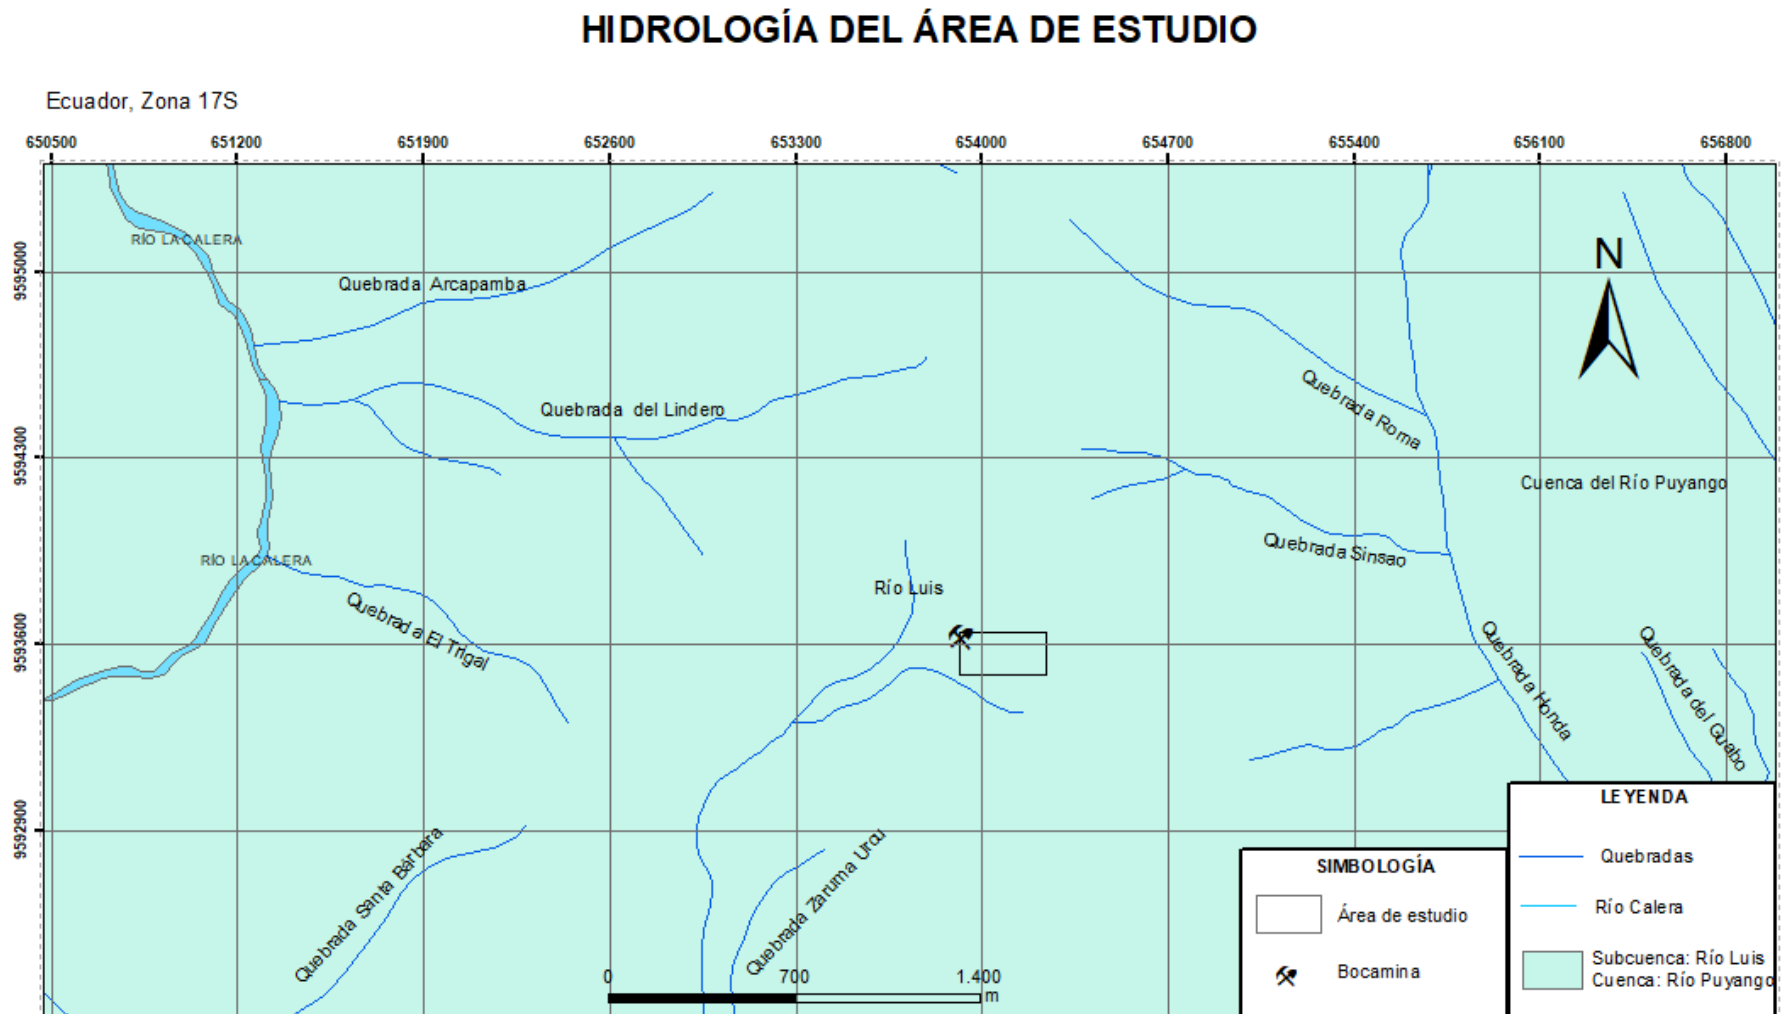 HIDROLOGÍA DEL ÁREA DE ESTUDIO
Ecuador, Zona 17S
650500 651200 651900 652600 653300 654000 654700 655400 656100 656800
9595000
9594300
9593600
9592900
RÍO LA CALERA
Quebrada Arcapamba
Quebrada del Lindero
Quebrada Roma
N
Cuenca del Río Puyango
Quebrada Sinsao
RÍO LA CALERA
Río Luis
Quebrada El Trigal
Quebrada Honda
Quebrada del Guabo
Quebrada Santa Bárbara
Quebrada Zaruma Urcu
0 700 1.400
m
SIMBOLOGÍA
Área de estudio
Bocamina
LEYENDA
Quebradas
Río Calera
Subcuenca: Río Luis
Cuenca: Río Puyango